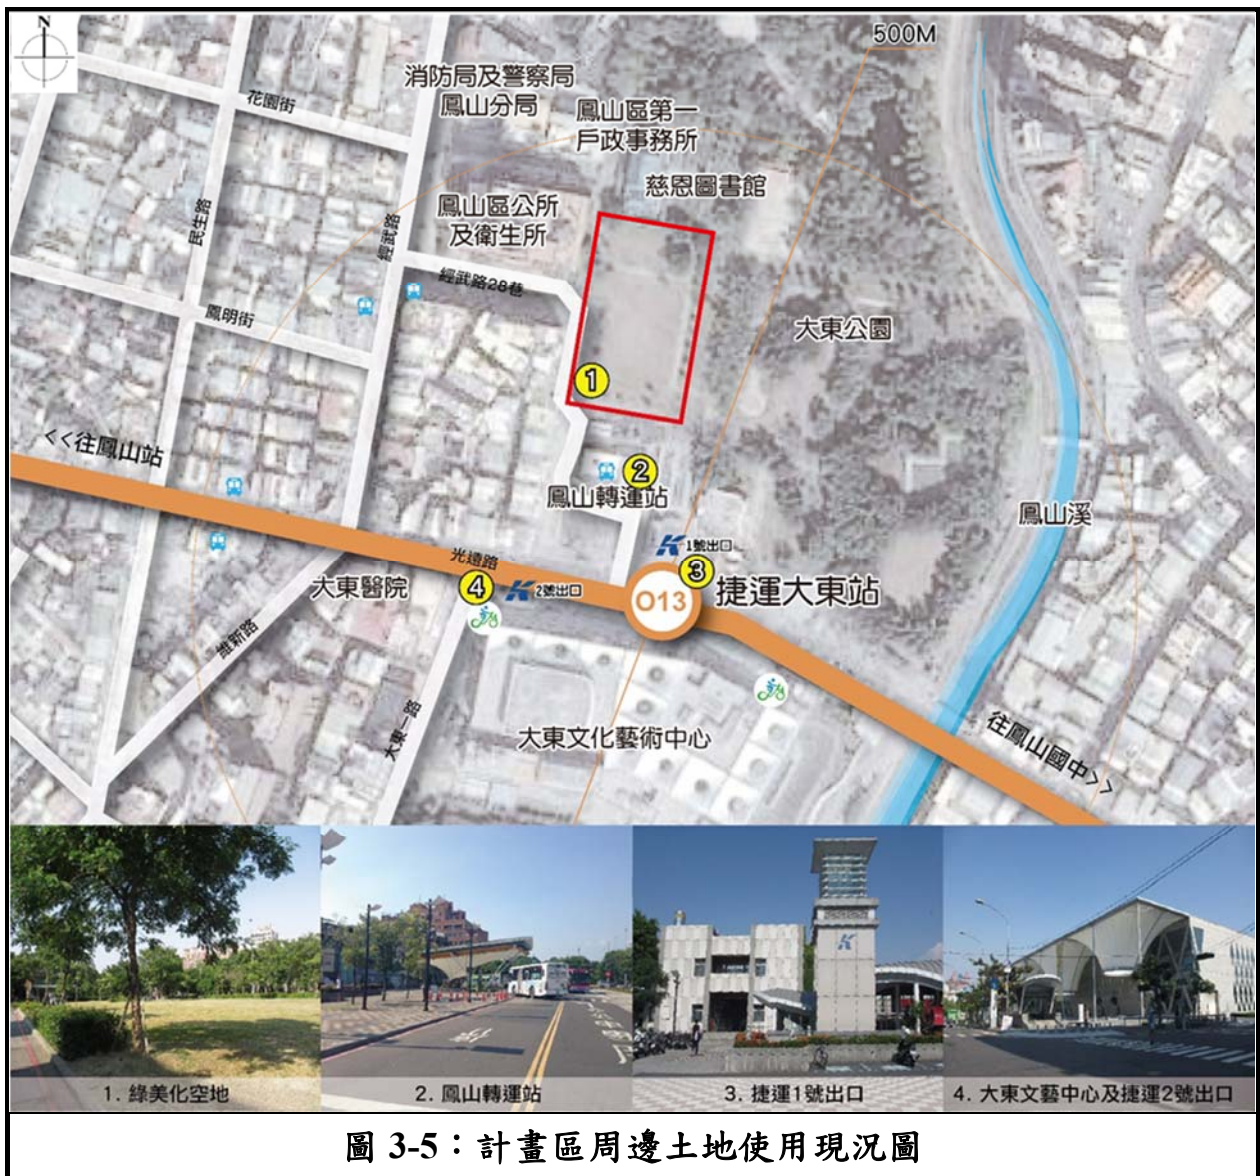 N
500M
消防局及警察局
鳳山分局
花園街
鳳山區第一
戶政事務所
慈恩圖書館
鳳山區公所
及衛生所
民生路
經武路
經武路28巷
鳳明街
大東公園
1
<<往鳳山站
2
鳳山轉運站
鳳山溪
K 1號出口
光遠路
3
大東醫院
4
K 2號出口
O13
捷運大東站
維新路
大東一路
大東文化藝術中心
往鳳山國中>>
1. 綠美化空地
2. 鳳山轉運站
3. 捷運1號出口
4. 大東文藝中心及捷運2號出口
圖 3-5：計畫區周邊土地使用現況圖